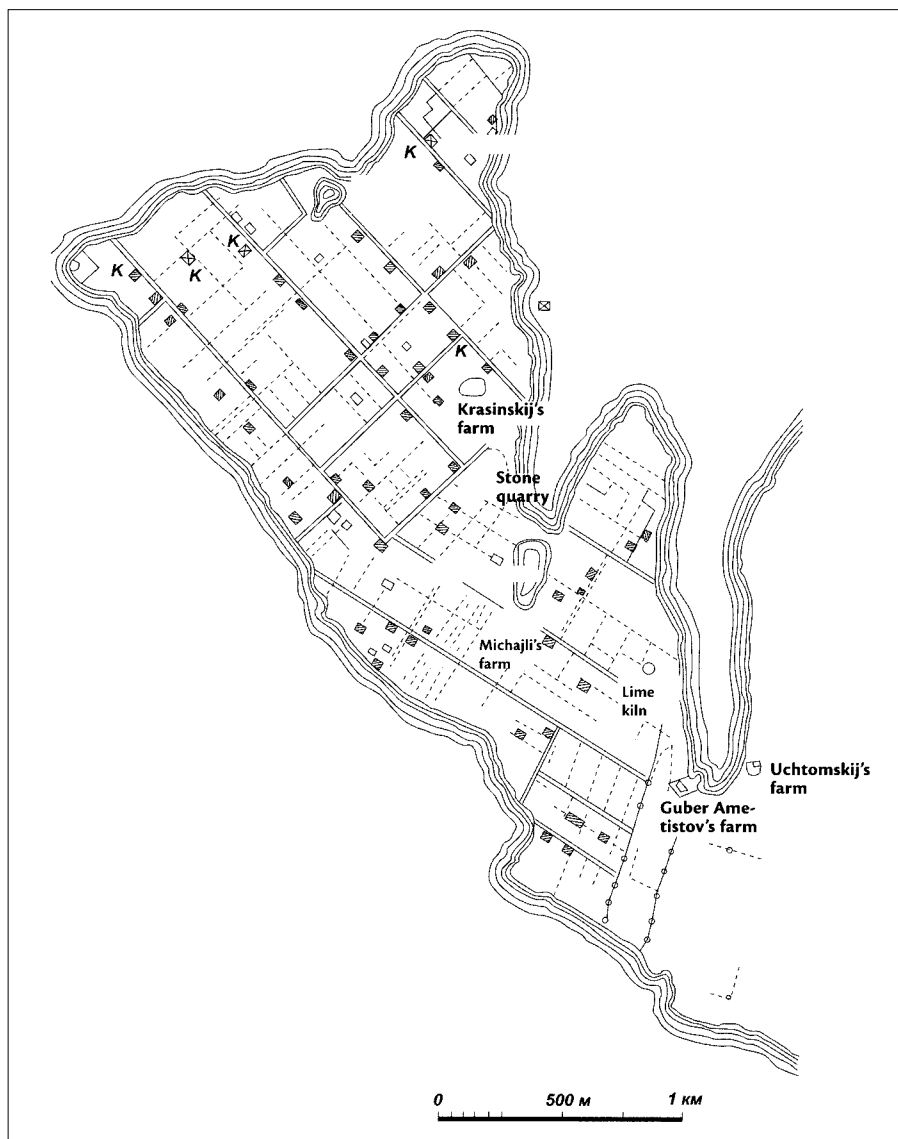 K
K
K
K
K
Krasinskij's
farm
Stone
quarry
Michajli's
farm
Lime
kiln
Uchtomskij's
farm
Guber Ame-
tistov's farm
0 500 м 1 км